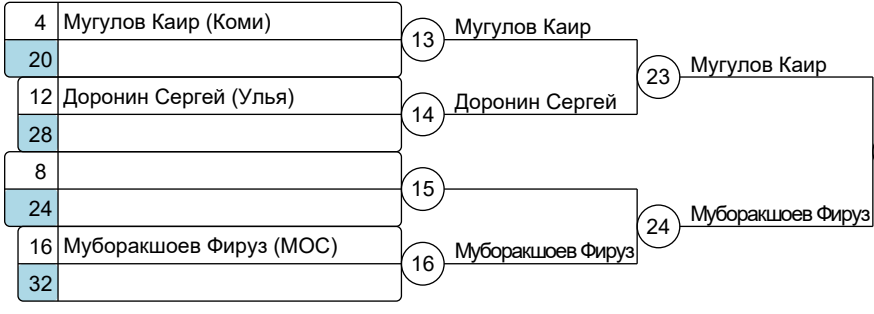 4 Мугулов Каир (Коми)
20
13 Мугулов Каир
12 Доронин Сергей (Улья)
28
14 Доронин Сергей
23 Мугулов Каир
8
24
15
16 Муборакшоев Фируз (МОС)
32
16 Муборакшоев Фируз
24 Муборакшоев Фируз